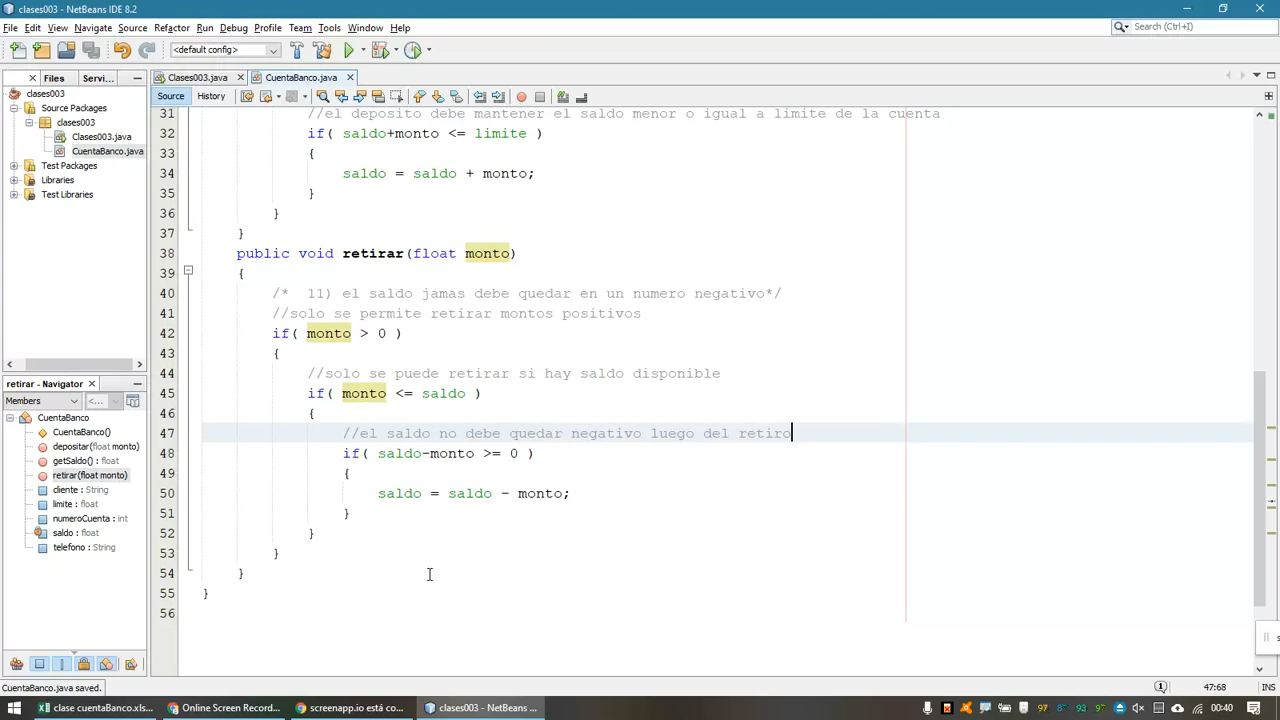 clases003 - NetBeans IDE 8.2
File Edit View Navigate Source Refactor Run Debug Profile Team Tools Window Help
Search (Ctrl+I)
<default config>
Files Servi...
Clases003.java CuentaBanco.java
clases003
Source Packages
clases003
Clases003.java
CuentaBanco.java
Test Packages
Libraries
Test Libraries
Source History
31 //el deposito debe mantener el saldo menor o igual a limite de la cuenta
32 if( saldo+monto <= limite )
33 {
34 saldo = saldo + monto;
35 }
36 }
37 }
38 public void retirar(float monto)
39 {
40 /* 11) el saldo jamas debe quedar en un numero negativo*/
41 //solo se permite retirar montos positivos
42 if( monto > 0 )
43 {
44 //solo se puede retirar si hay saldo disponible
45 if( monto <= saldo )
46 {
47 //el saldo no debe quedar negativo luego del retiro
48 if( saldo-monto >= 0 )
49 {
50 saldo = saldo - monto;
51 }
52 }
53 }
54 }
55 }
56
retirar - Navigator
Members <...
CuentaBanco
CuentaBanco()
depositar(float monto)
getSaldo() : float
retirar(float monto)
cliente : String
limite : float
numeroCuenta : int
saldo : float
telefono : String
CuentaBanco.java saved.
1 47:68 INS
clase cuentaBanco.xls... Online Screen Record... screenapp.io está co... clases003 - NetBeans ...
97 87 93 91 00:40